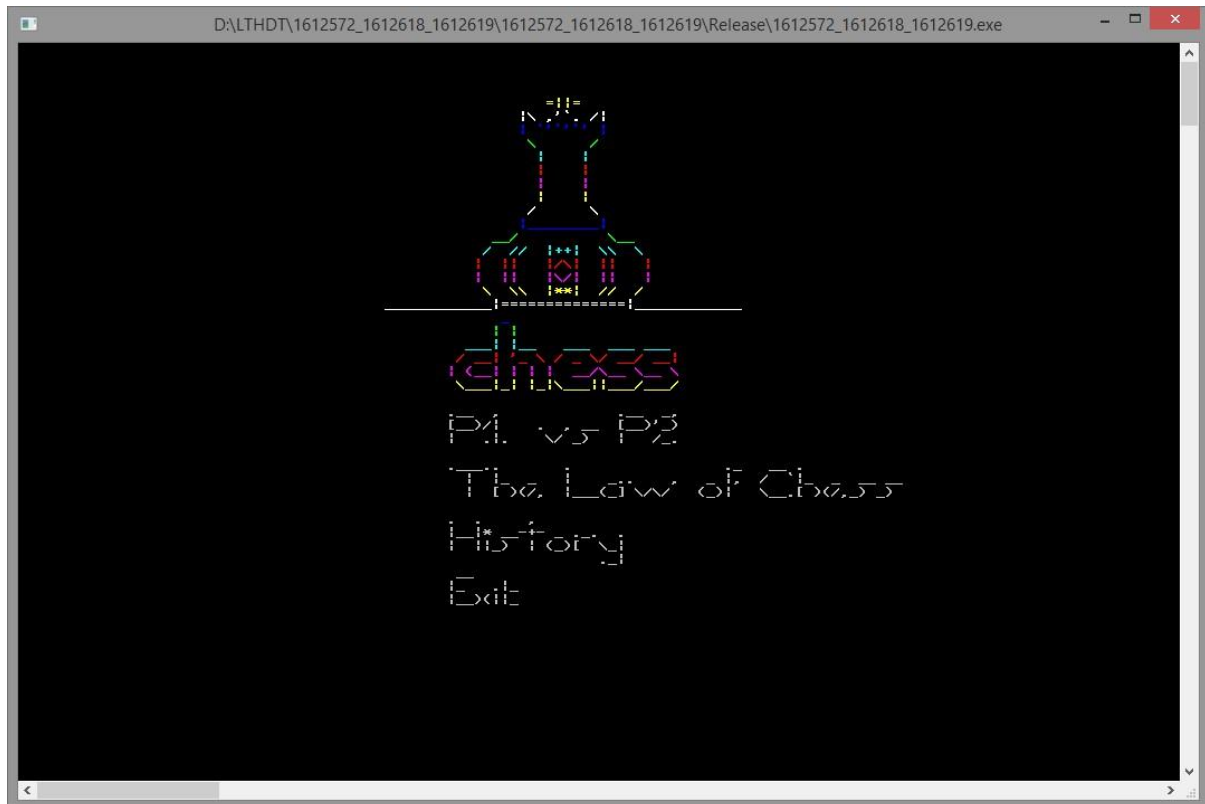 D:\LTHDT\1612572_1612618_1612619\1612572_1612618_1612619\Release\1612572_1612618_1612619.exe
chess
P1 vs P2
The Law of Chess
History
Exit